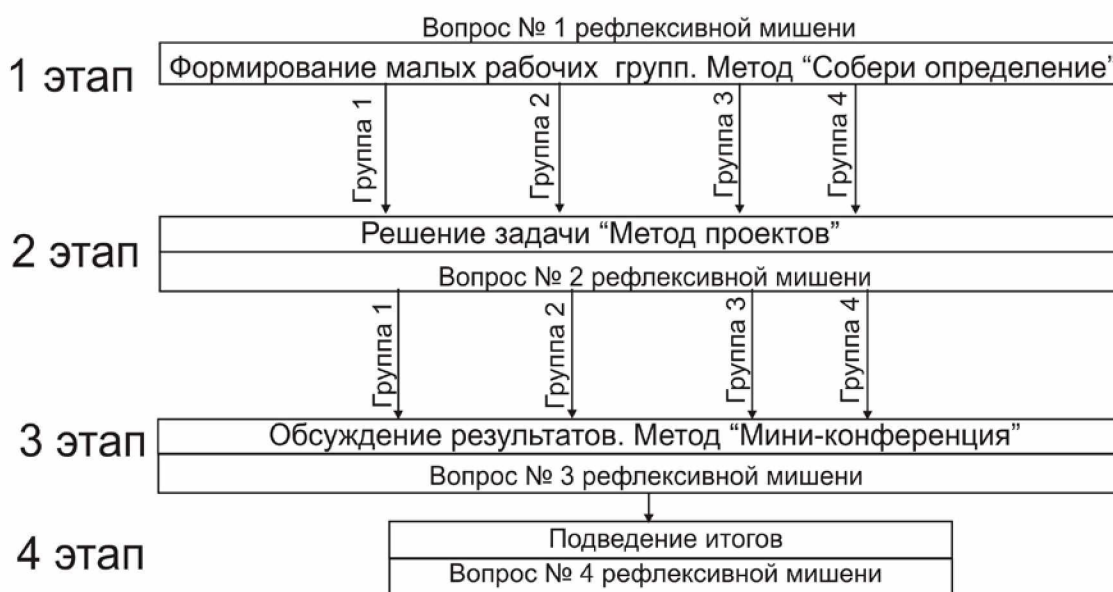 Вопрос № 1 рефлексивной мишени
1 этап
Формирование малых рабочих групп. Метод “Собери определение”
Группа 1
Группа 2
Группа 3
Группа 4
2 этап
Решение задачи “Метод проектов”
Вопрос № 2 рефлексивной мишени
Группа 1
Группа 2
Группа 3
Группа 4
3 этап
Обсуждение результатов. Метод “Мини-конференция”
Вопрос № 3 рефлексивной мишени
4 этап
Подведение итогов
Вопрос № 4 рефлексивной мишени